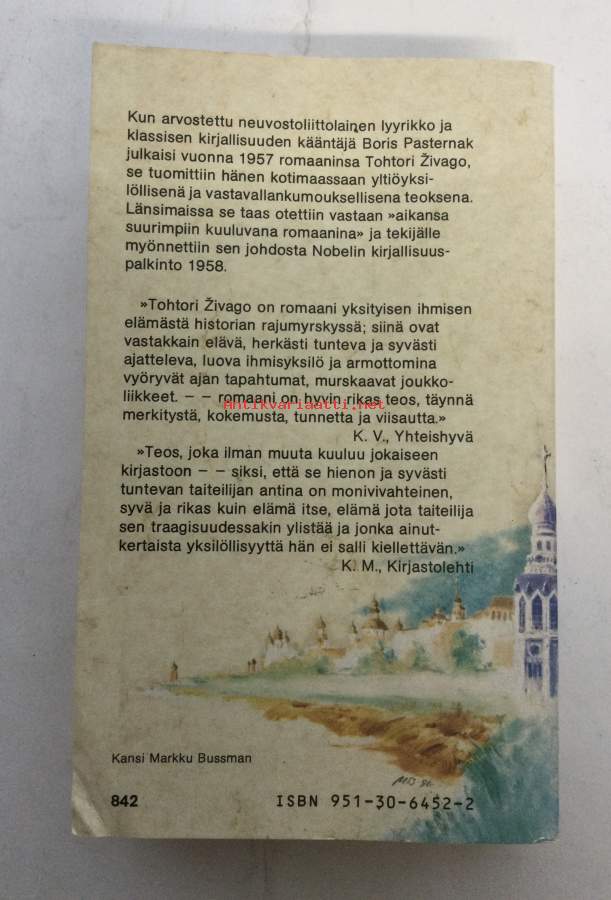 Kun arvostettu neuvostoliittolainen lyyrikko ja
klassisen kirjallisuuden kääntäjä Boris Pasternak
julkaisi vuonna 1957 romaaninsa Tohtori Živago,
se tuomittiin hänen kotimaassaan yltiöyksi-
löllisenä ja vastavallankumouksellisena teoksena.
Länsimaissa se taas otettiin vastaan »aikansa
suurimpiin kuuluvana romaanina» ja tekijälle
myönnettiin sen johdosta Nobelin kirjallisuus-
palkinto 1958.
»Tohtori Živago on romaani yksityisen ihmisen
elämästä historian rajumyrskyssä; siinä ovat
vastakkain elävä, herkästi tunteva ja syvästi
ajatteleva, luova ihmisyksilö ja armottomina
vyöryvät ajan tapahtumat, murskaavat joukko-
liikkeet. – – romaani on hyvin rikas teos, täynnä
Antikvariaatti.net
merkitystä, kokemusta, tunnetta ja viisautta.»
K. V., Yhteishyvä
»Teos, joka ilman muuta kuuluu jokaiseen
kirjastoon – – siksi, että se hienon ja syvästi
tuntevan taiteilijan antina on monivivahteinen,
syvä ja rikas kuin elämä itse, elämä jota taiteilija
sen traagisuudessakin ylistää ja jonka ainut-
kertaista yksilöllisyyttä hän ei salli kiellettävän.»
K. M., Kirjastolehti
Kansi Markku Bussman
842
ISBN 951-30-6452-2